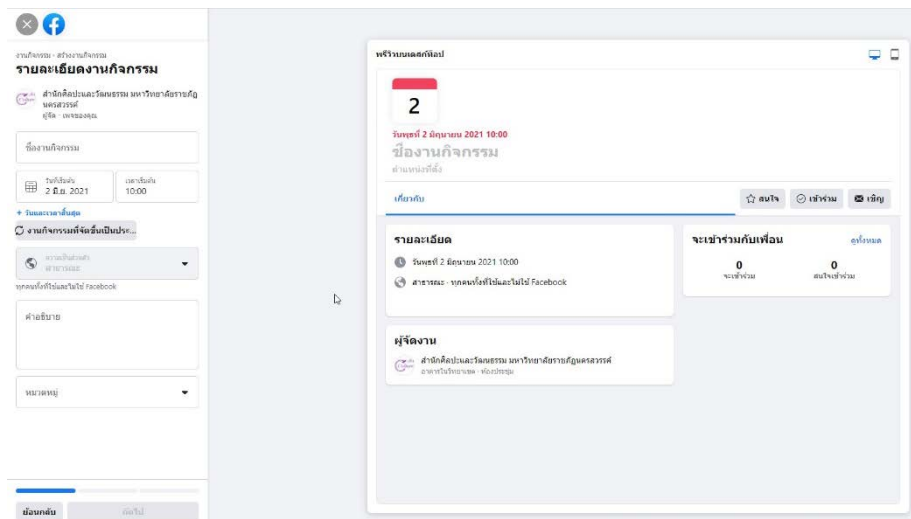 งานกิจกรรม · สร้างงานกิจกรรม
รายละเอียดงานกิจกรรม
สำนักศิลปะและวัฒนธรรม มหาวิทยาลัยราชภัฏ
นครสวรรค์
ผู้จัด · เพจของคุณ
ชื่องานกิจกรรม
วันที่เริ่มต้น
2 มิ.ย. 2021
เวลาเริ่มต้น
10:00
+ วันและเวลาสิ้นสุด
งานกิจกรรมที่จัดขึ้นเป็นประ...
ความเป็นส่วนตัว
สาธารณะ
ทุกคนทั้งที่ใช่และไม่ใช่ Facebook
คำอธิบาย
หมวดหมู่
ย้อนกลับ
ถัดไป
พรีวิวบนเดสก์ท็อป
2
วันพุธที่ 2 มิถุนายน 2021 10:00
ชื่องานกิจกรรม
ตำแหน่งที่ตั้ง
เกี่ยวกับ
สนใจ
เข้าร่วม
เชิญ
รายละเอียด
วันพุธที่ 2 มิถุนายน 2021 10:00
สาธารณะ · ทุกคนทั้งที่ใช่และไม่ใช่ Facebook
จะเข้าร่วมกับเพื่อน
ดูทั้งหมด
0
จะเข้าร่วม
0
สนใจเข้าร่วม
ผู้จัดงาน
สำนักศิลปะและวัฒนธรรม มหาวิทยาลัยราชภัฏนครสวรรค์
อาคารในวิทยาเขต · ห้องประชุม